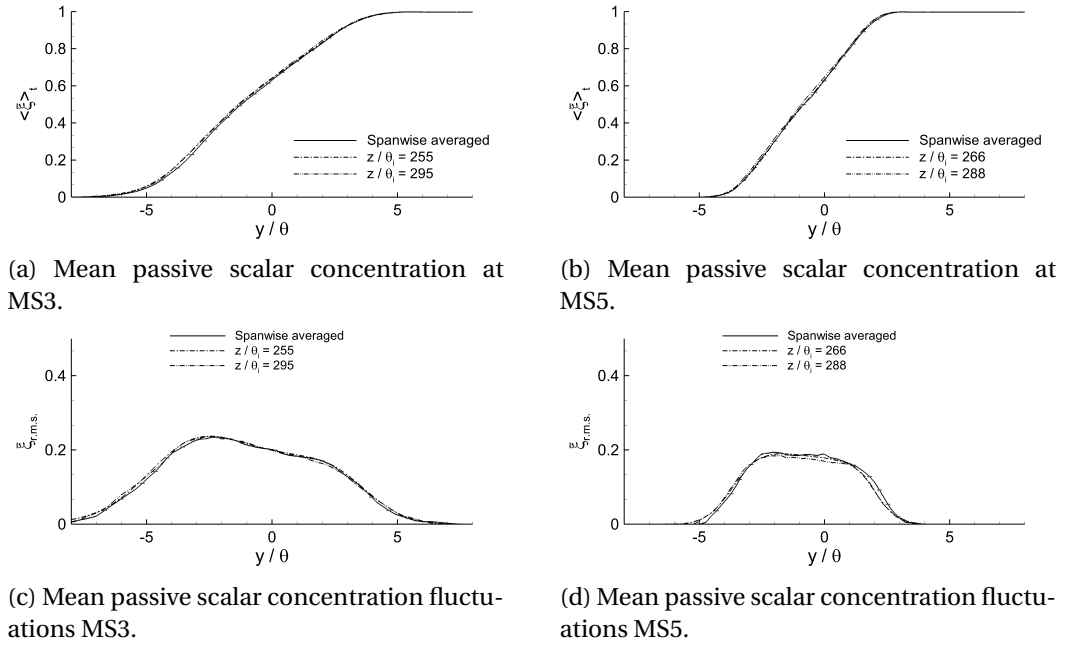 1
0.8
0.6
0.4
0.2
0
<ξ>t
-5
0
5
y / θ
Spanwise averaged
z / θi = 255
z / θi = 295
(a) Mean passive scalar concentration at
MS3.
1
0.8
0.6
0.4
0.2
0
<ξ>t
-5
0
5
y / θ
Spanwise averaged
z / θi = 266
z / θi = 288
(b) Mean passive scalar concentration at
MS5.
0.4
0.2
0
ξr.m.s.
-5
0
5
y / θ
Spanwise averaged
z / θi = 255
z / θi = 295
(c) Mean passive scalar concentration fluctu-
ations MS3.
0.4
0.2
0
ξr.m.s.
-5
0
5
y / θ
Spanwise averaged
z / θi = 266
z / θi = 288
(d) Mean passive scalar concentration fluctu-
ations MS5.